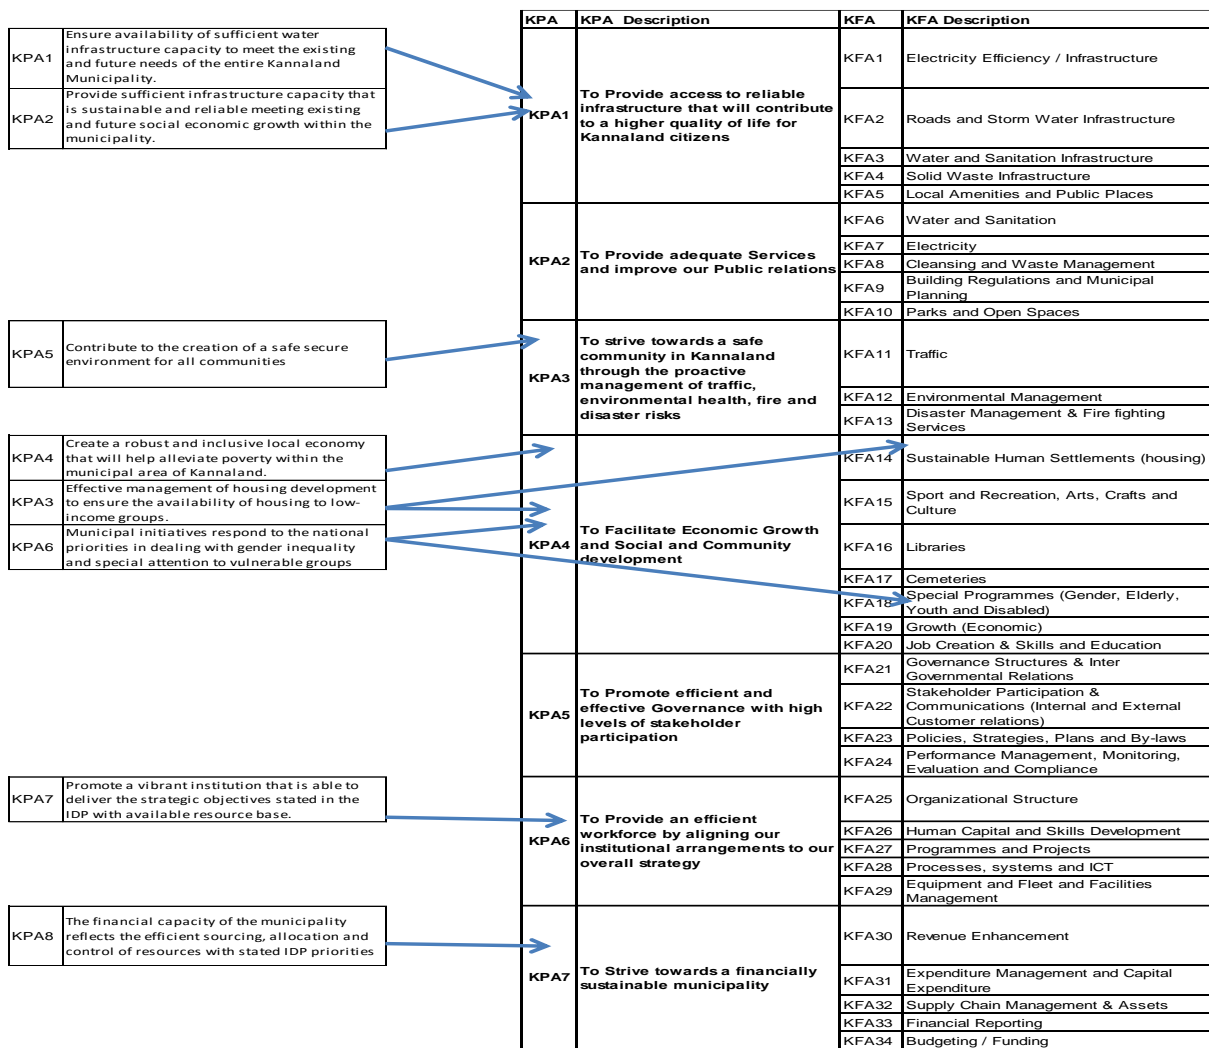 KPA KPA Description KFA KFA Description
KPA1
Ensure availability of sufficient water
infrastructure capacity to meet the existing
and future needs of the entire Kannaland
Municipality.
KPA2
Provide sufficient infrastructure capacity that
is sustainable and reliable meeting existing
and future social economic growth within the
municipality.
KPA1
To Provide access to reliable
infrastructure that will contribute
to a higher quality of life for
Kannaland citizens
KFA1 Electricity Efficiency / Infrastructure
KFA2 Roads and Storm Water Infrastructure
KFA3 Water and Sanitation Infrastructure
KFA4 Solid Waste Infrastructure
KFA5 Local Amenities and Public Places
KPA2
To Provide adequate Services
and improve our Public relations
KFA6 Water and Sanitation
KFA7 Electricity
KFA8 Cleansing and Waste Management
KFA9 Building Regulations and Municipal
Planning
KFA10 Parks and Open Spaces
KPA5
Contribute to the creation of a safe secure
environment for all communities
KPA3
To strive towards a safe
community in Kannaland
through the proactive
management of traffic,
environmental health, fire and
disaster risks
KFA11 Traffic
KFA12 Environmental Management
KFA13 Disaster Management & Fire fighting
Services
KPA4
Create a robust and inclusive local economy
that will help alleviate poverty within the
municipal area of Kannaland.
KPA3
Effective management of housing development
to ensure the availability of housing to low-
income groups.
KPA6
Municipal initiatives respond to the national
priorities in dealing with gender inequality
and special attention to vulnerable groups
KPA4
To Facilitate Economic Growth
and Social and Community
development
KFA14 Sustainable Human Settlements (housing)
KFA15 Sport and Recreation, Arts, Crafts and
Culture
KFA16 Libraries
KFA17 Cemeteries
KFA18 Special Programmes (Gender, Elderly,
Youth and Disabled)
KFA19 Growth (Economic)
KFA20 Job Creation & Skills and Education
KPA5
To Promote efficient and
effective Governance with high
levels of stakeholder
participation
KFA21 Governance Structures & Inter
Governmental Relations
KFA22 Stakeholder Participation &
Communications (Internal and External
Customer relations)
KFA23 Policies, Strategies, Plans and By-laws
KFA24 Performance Management, Monitoring,
Evaluation and Compliance
KPA7
Promote a vibrant institution that is able to
deliver the strategic objectives stated in the
IDP with available resource base.
KPA6
To Provide an efficient
workforce by aligning our
institutional arrangements to our
overall strategy
KFA25 Organizational Structure
KFA26 Human Capital and Skills Development
KFA27 Programmes and Projects
KFA28 Processes, systems and ICT
KFA29 Equipment and Fleet and Facilities
Management
KPA8
The financial capacity of the municipality
reflects the efficient sourcing, allocation and
control of resources with stated IDP priorities
KPA7
To Strive towards a financially
sustainable municipality
KFA30 Revenue Enhancement
KFA31 Expenditure Management and Capital
Expenditure
KFA32 Supply Chain Management & Assets
KFA33 Financial Reporting
KFA34 Budgeting / Funding